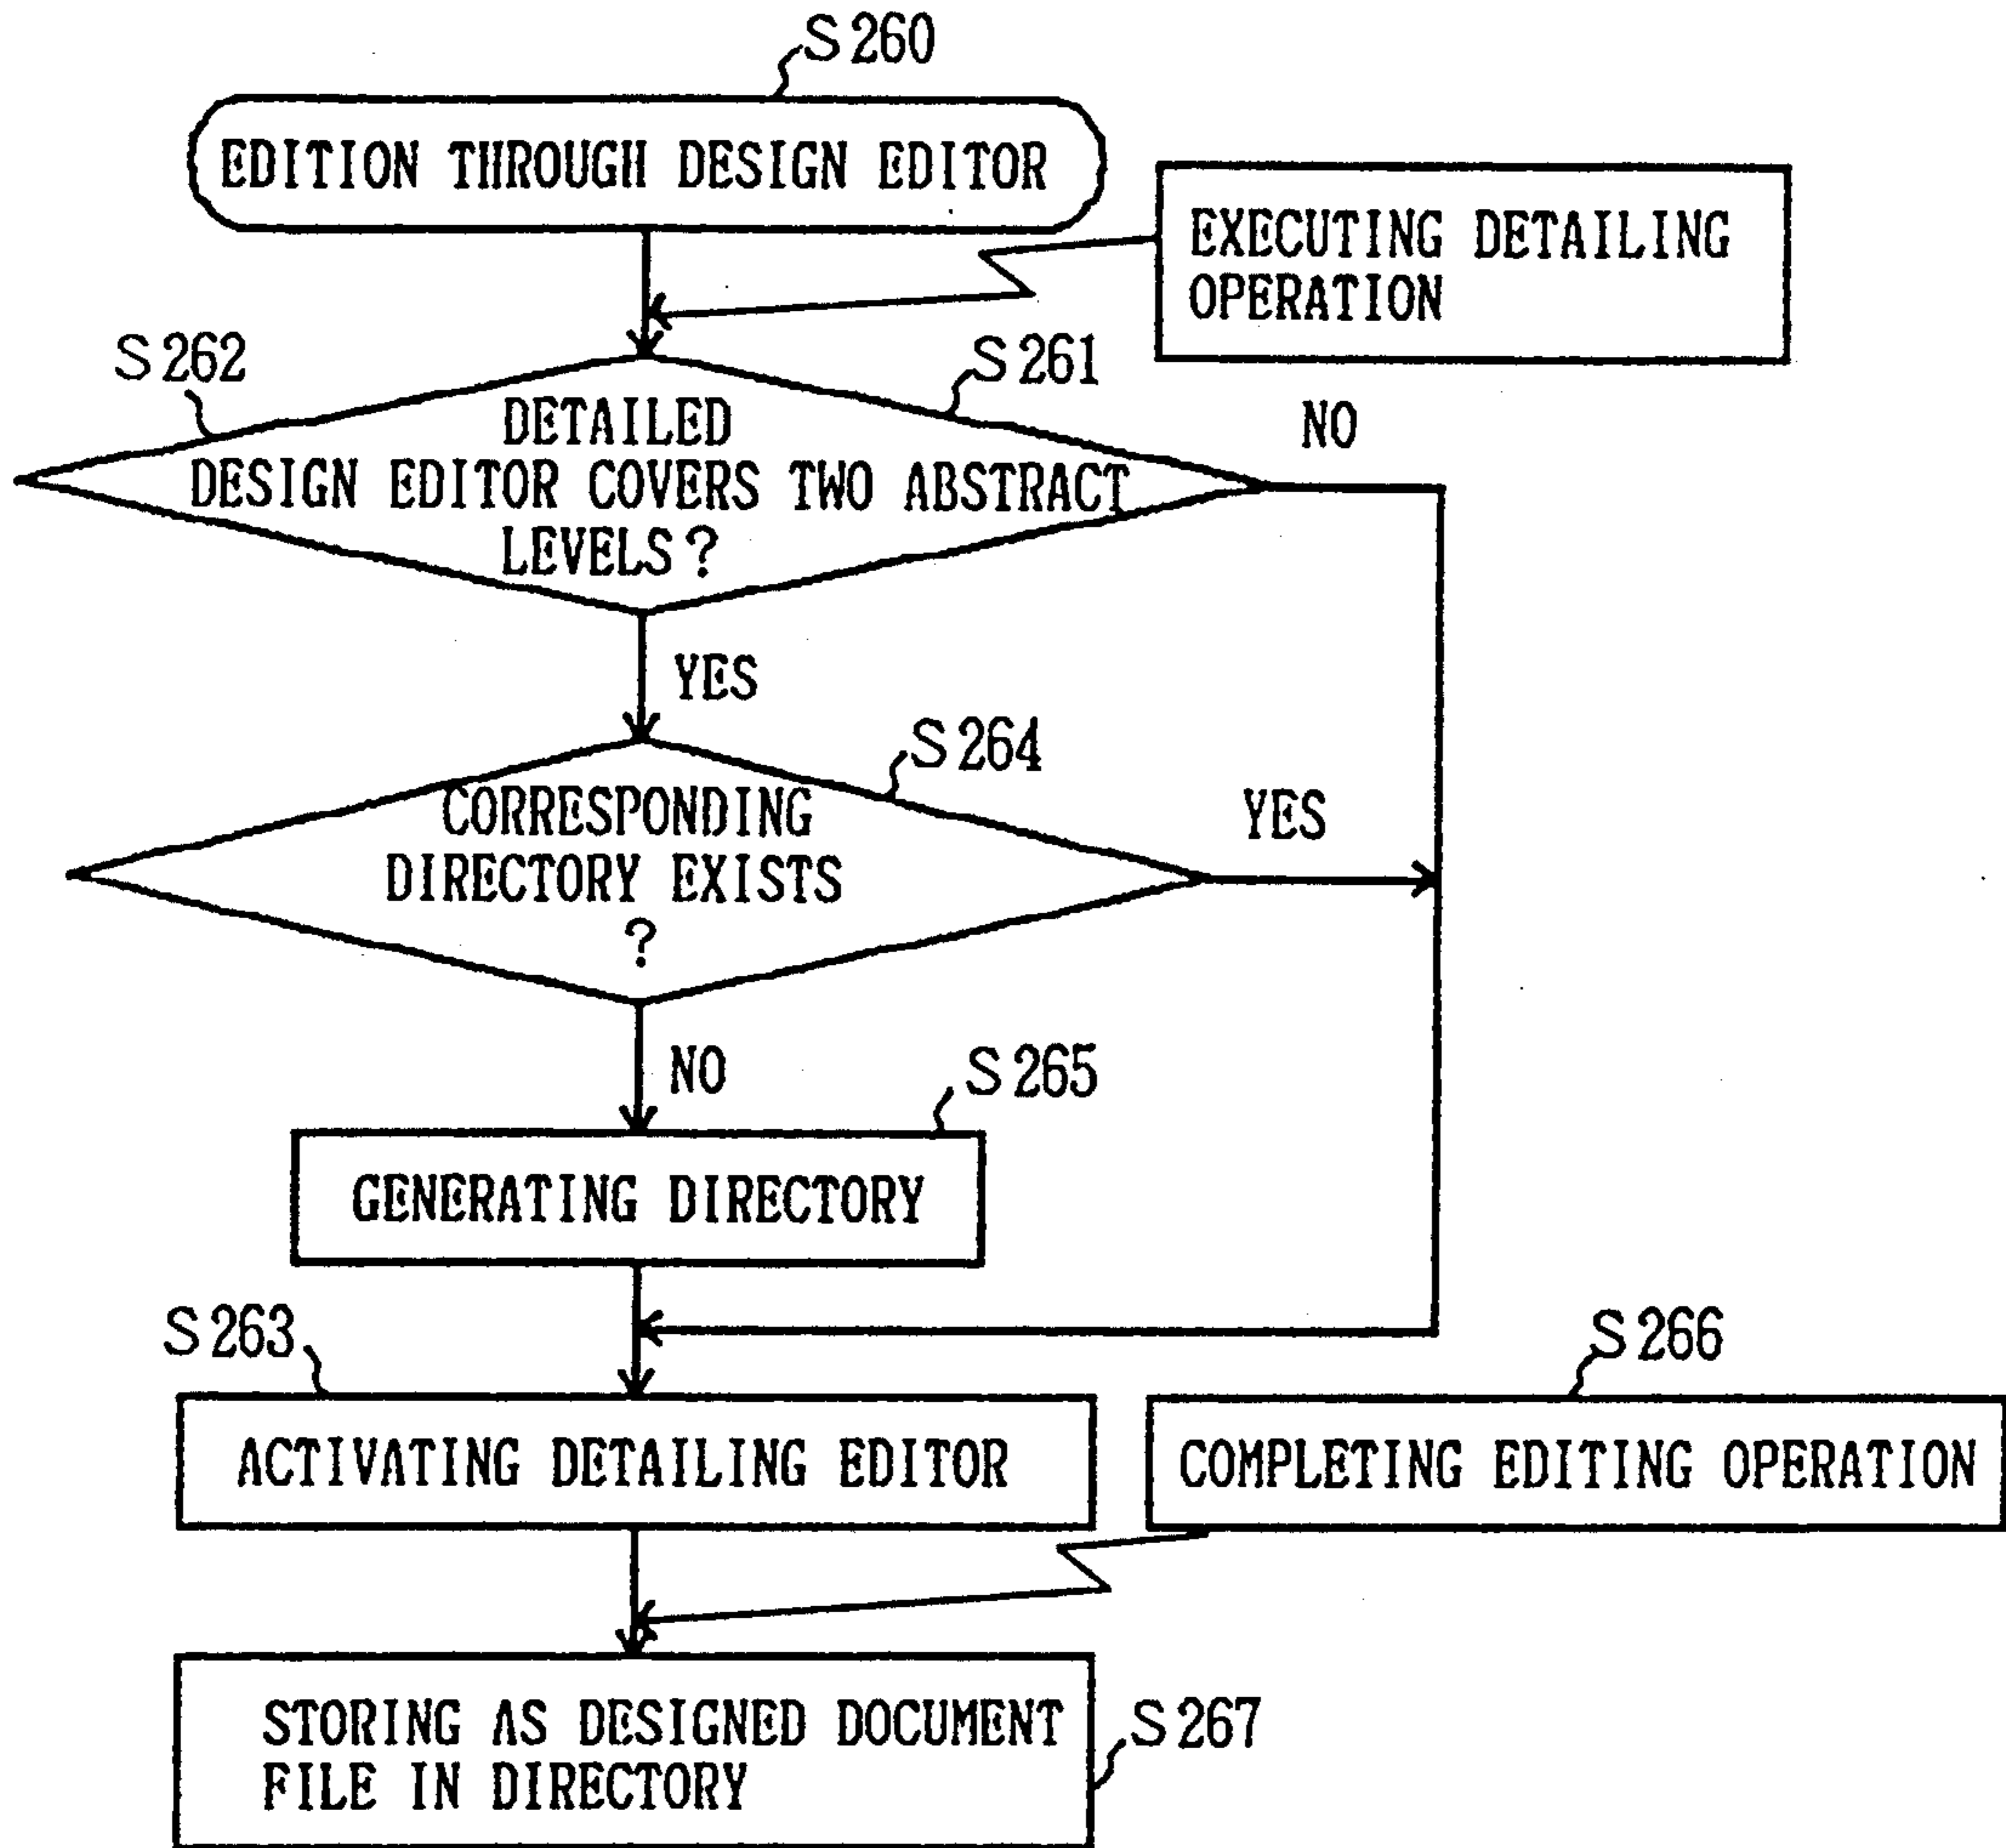 S260
EDITION THROUGH DESIGN EDITOR
EXECUTING DETAILING
OPERATION
S262
S261
NO
DETAILED
DESIGN EDITOR COVERS TWO ABSTRACT
LEVELS?
YES
S264
CORRESPONDING
DIRECTORY EXISTS
?
YES
NO
S265
GENERATING DIRECTORY
S263
S266
ACTIVATING DETAILING EDITOR
COMPLETING EDITING OPERATION
STORING AS DESIGNED DOCUMENT
FILE IN DIRECTORY
S267